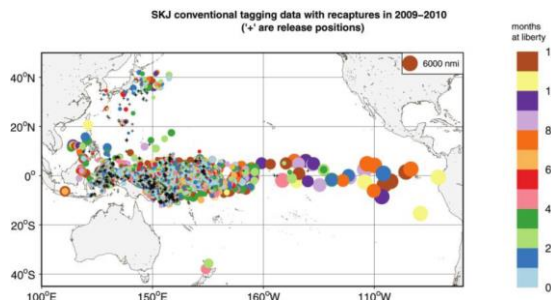 SKJ conventional tagging data with recaptures in 2009−2010
('+' are release positions)
months
at liberty
6000 nmi
40°N
20°N
0°
20°S
40°S
100°E
150°E
160°W
110°W
8
6
4
2
0